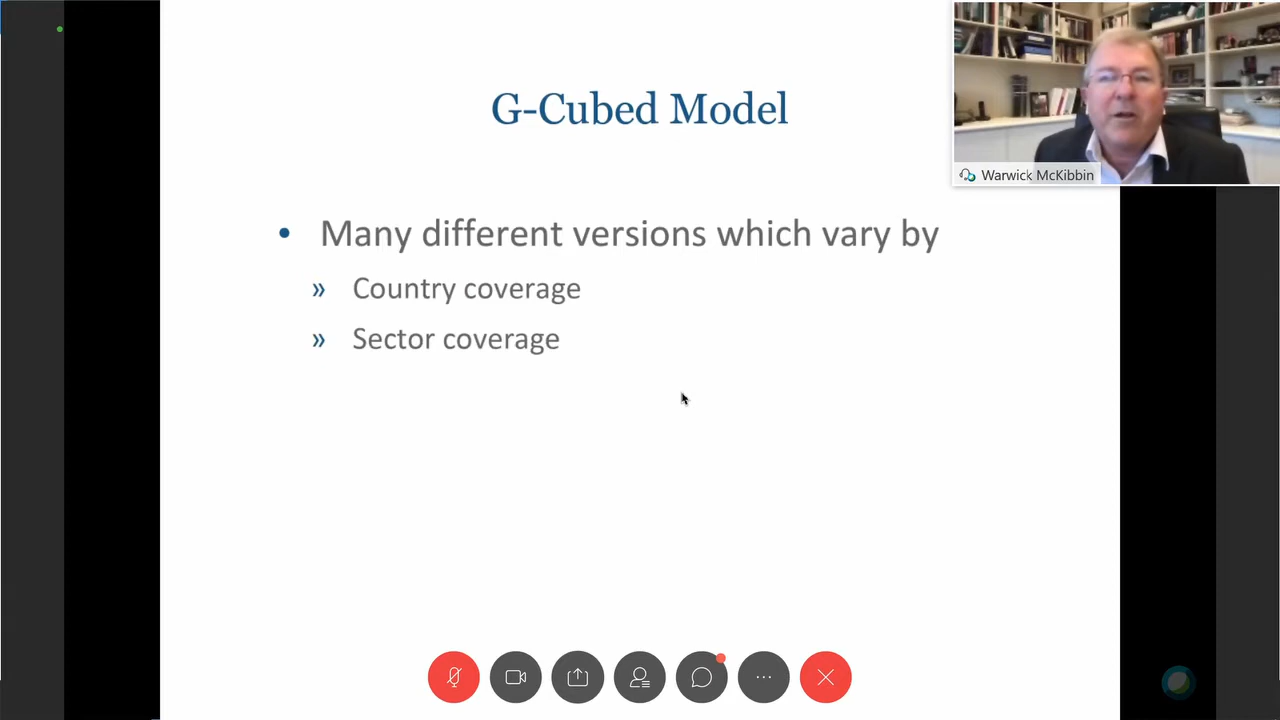 G-Cubed Model
Warwick McKibbin
• Many different versions which vary by
» Country coverage
» Sector coverage